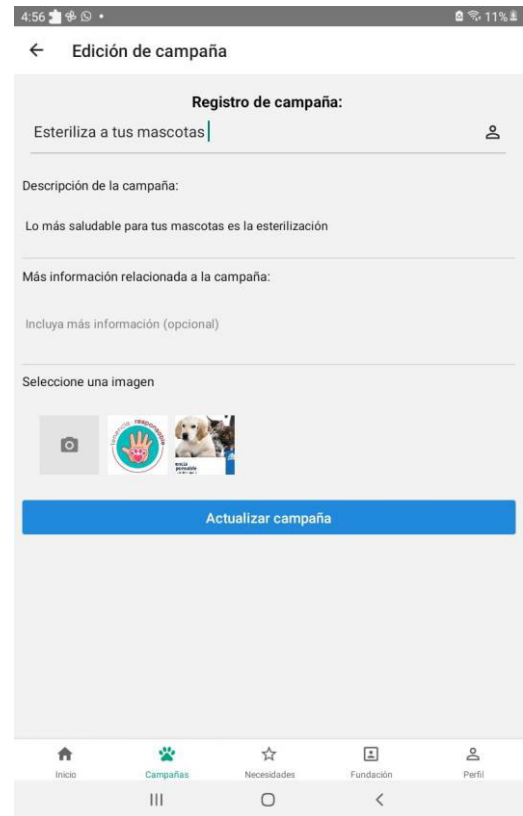 4:56
11%
Edición de campaña
Registro de campaña:
Esteriliza a tus mascotas
Descripción de la campaña:
Lo más saludable para tus mascotas es la esterilización
Más información relacionada a la campaña:
Incluya más información (opcional)
Seleccione una imagen
tenencia responsable
Actualizar campaña
Inicio
Campañas
Necesidades
Fundación
Perfil